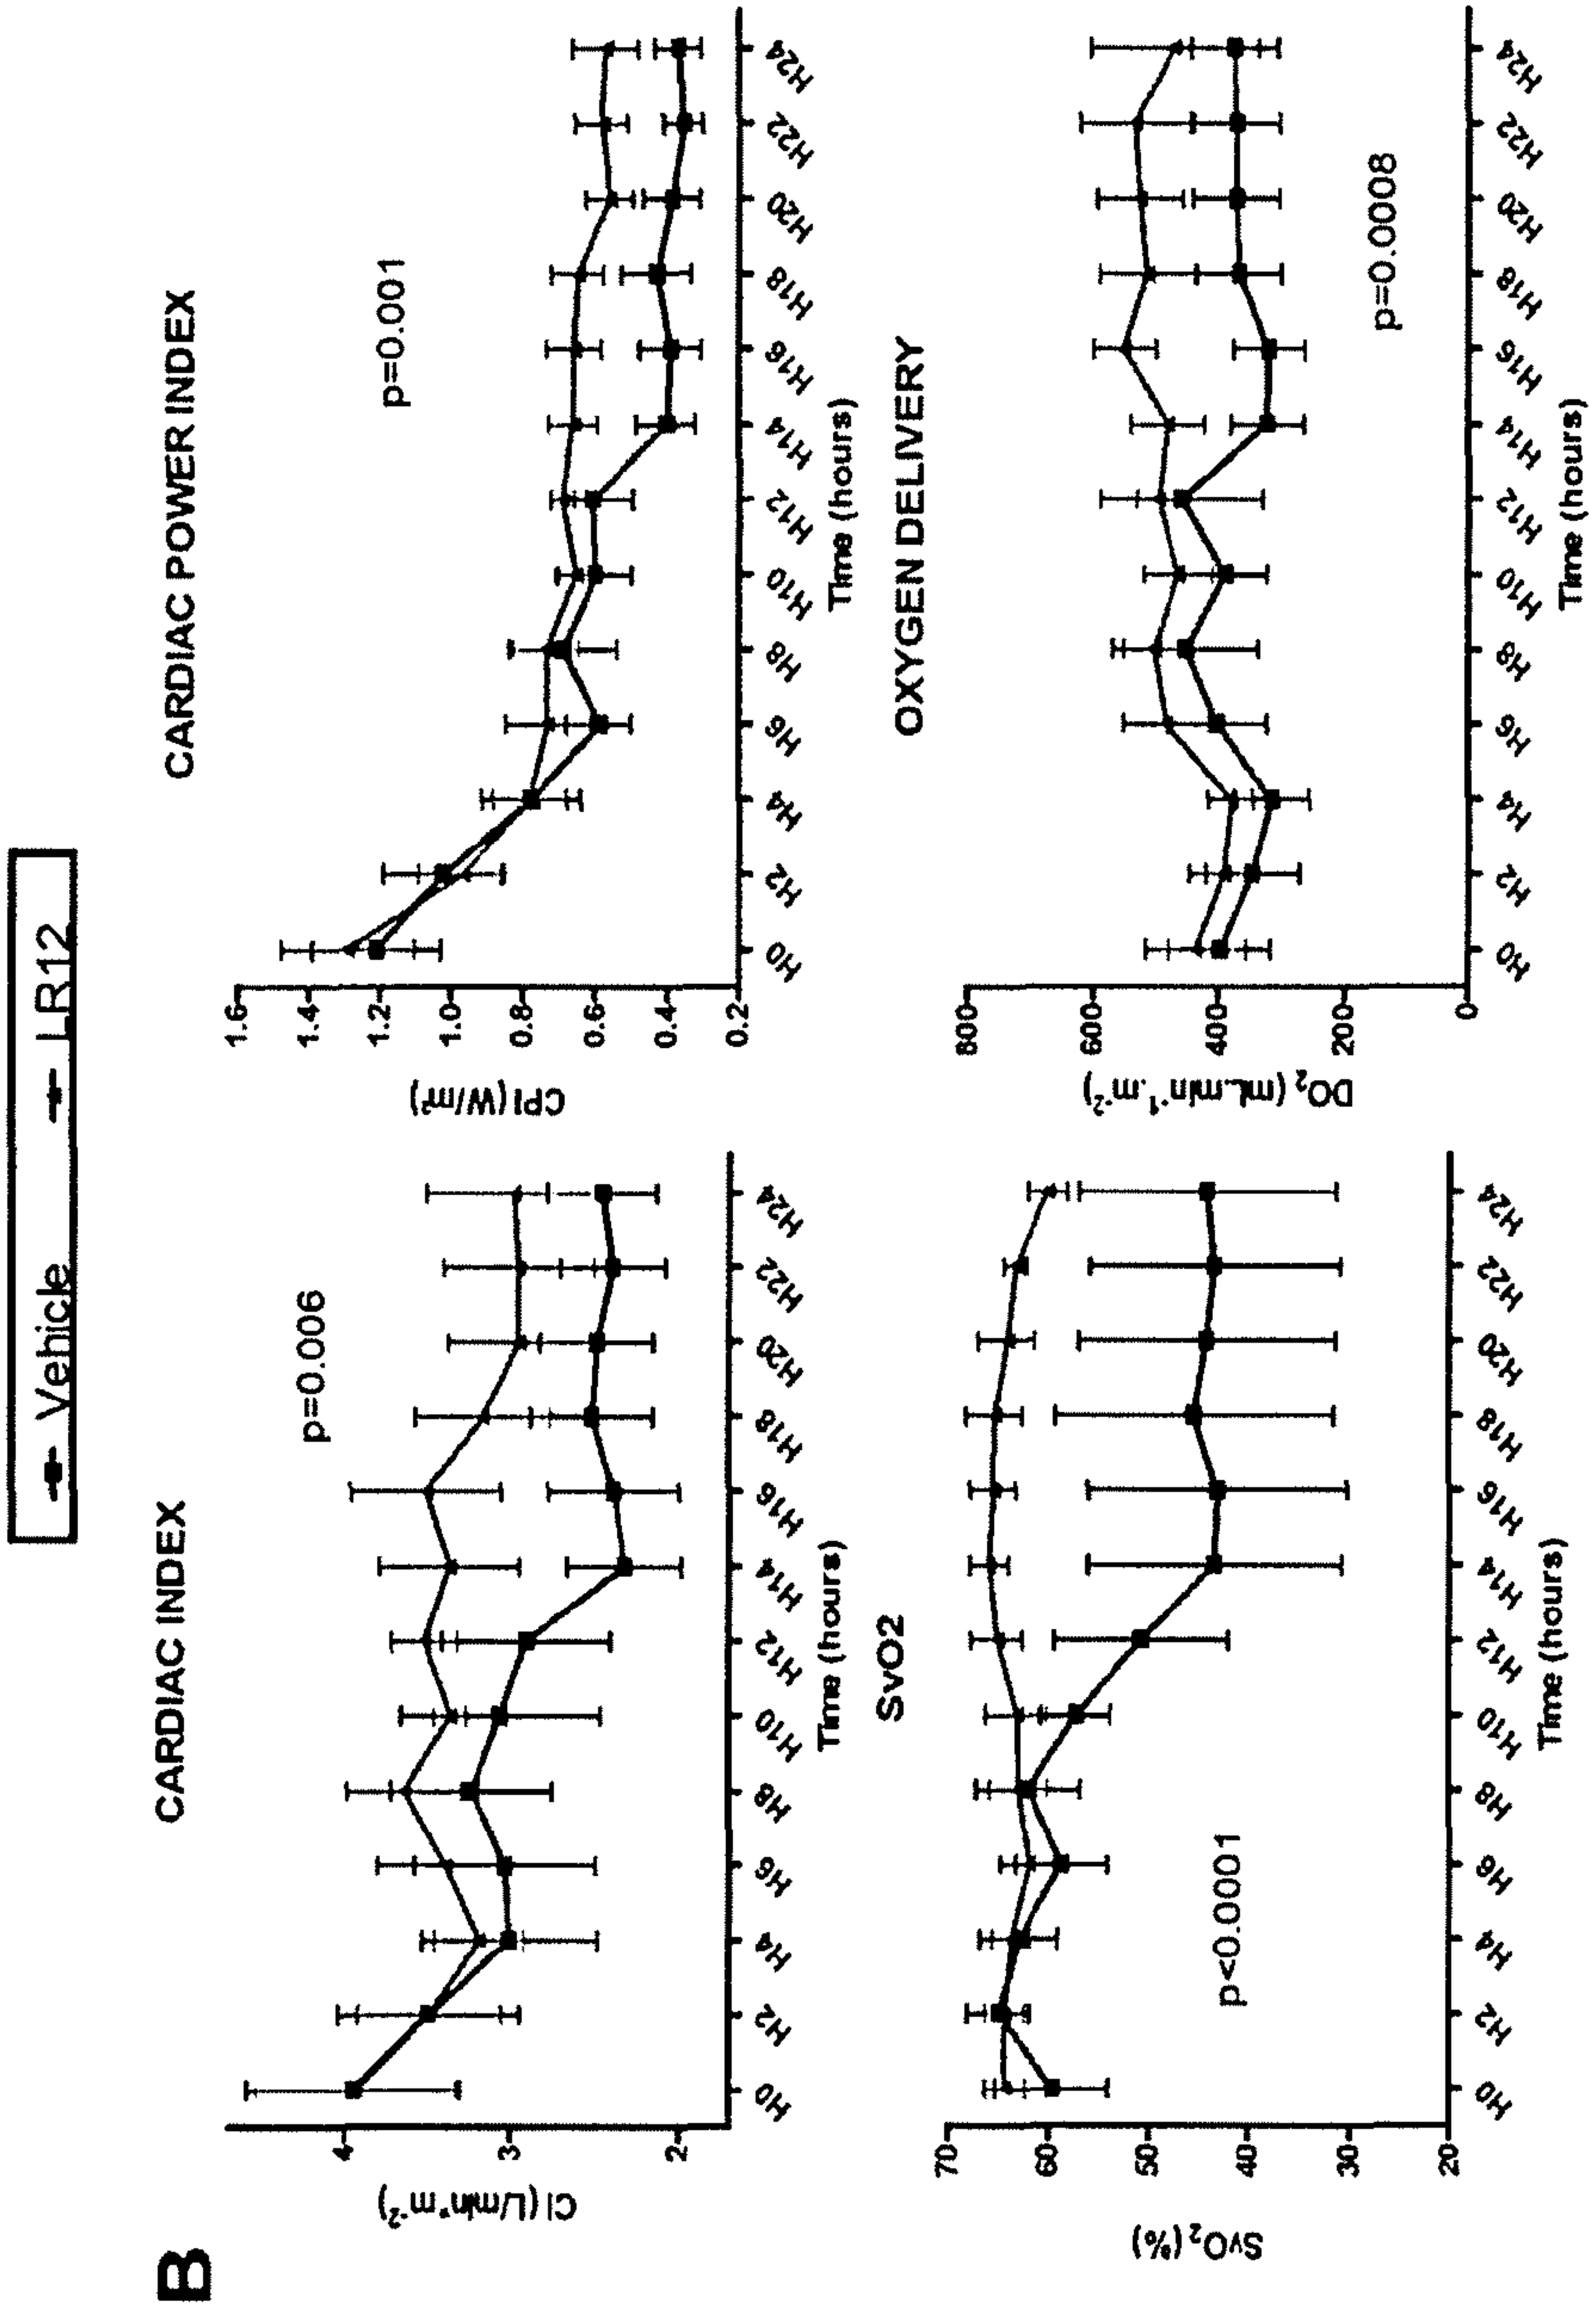 B
Vehicle LR12
CARDIAC INDEX
CI (L/min*m-2)
4
3
2
p=0.006
H0 H2 H4 H6 H8 H10 H12 H14 H16 H18 H20 H22 H24
Time (hours)
CARDIAC POWER INDEX
CPI (W/m2)
1.6
1.4
1.2
1.0
0.8
0.6
0.4
0.2
p=0.001
H0 H2 H4 H6 H8 H10 H12 H14 H16 H18 H20 H22 H24
Time (hours)
SvO2
SvO2 (%)
70
60
50
40
30
20
p<0.0001
H0 H2 H4 H6 H8 H10 H12 H14 H16 H18 H20 H22 H24
Time (hours)
OXYGEN DELIVERY
DO2 (mL.min-1.m-2)
800
600
400
200
0
p=0.0008
H0 H2 H4 H6 H8 H10 H12 H14 H16 H18 H20 H22 H24
Time (hours)